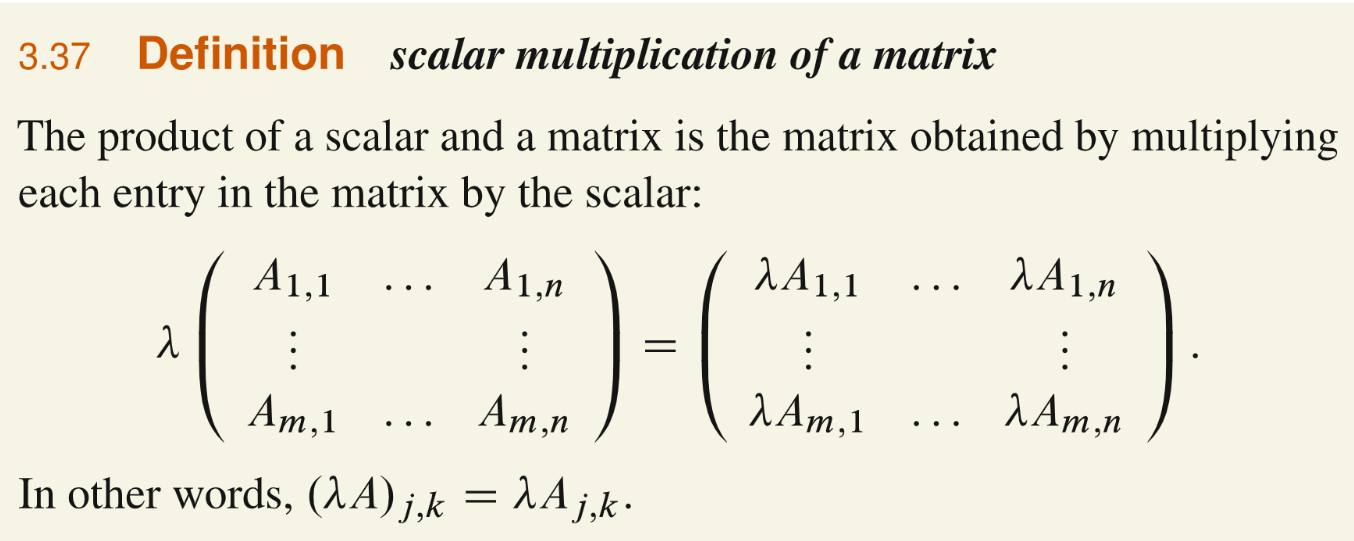 3.37 Definition scalar multiplication of a matrix
The product of a scalar and a matrix is the matrix obtained by multiplying
each entry in the matrix by the scalar:
λ ( A1,1 … A1,n ⋮ ⋮ Am,1 … Am,n ) = ( λA1,1 … λA1,n ⋮ ⋮ λAm,1 … λAm,n ) .
In other words, (λA)j,k = λAj,k.